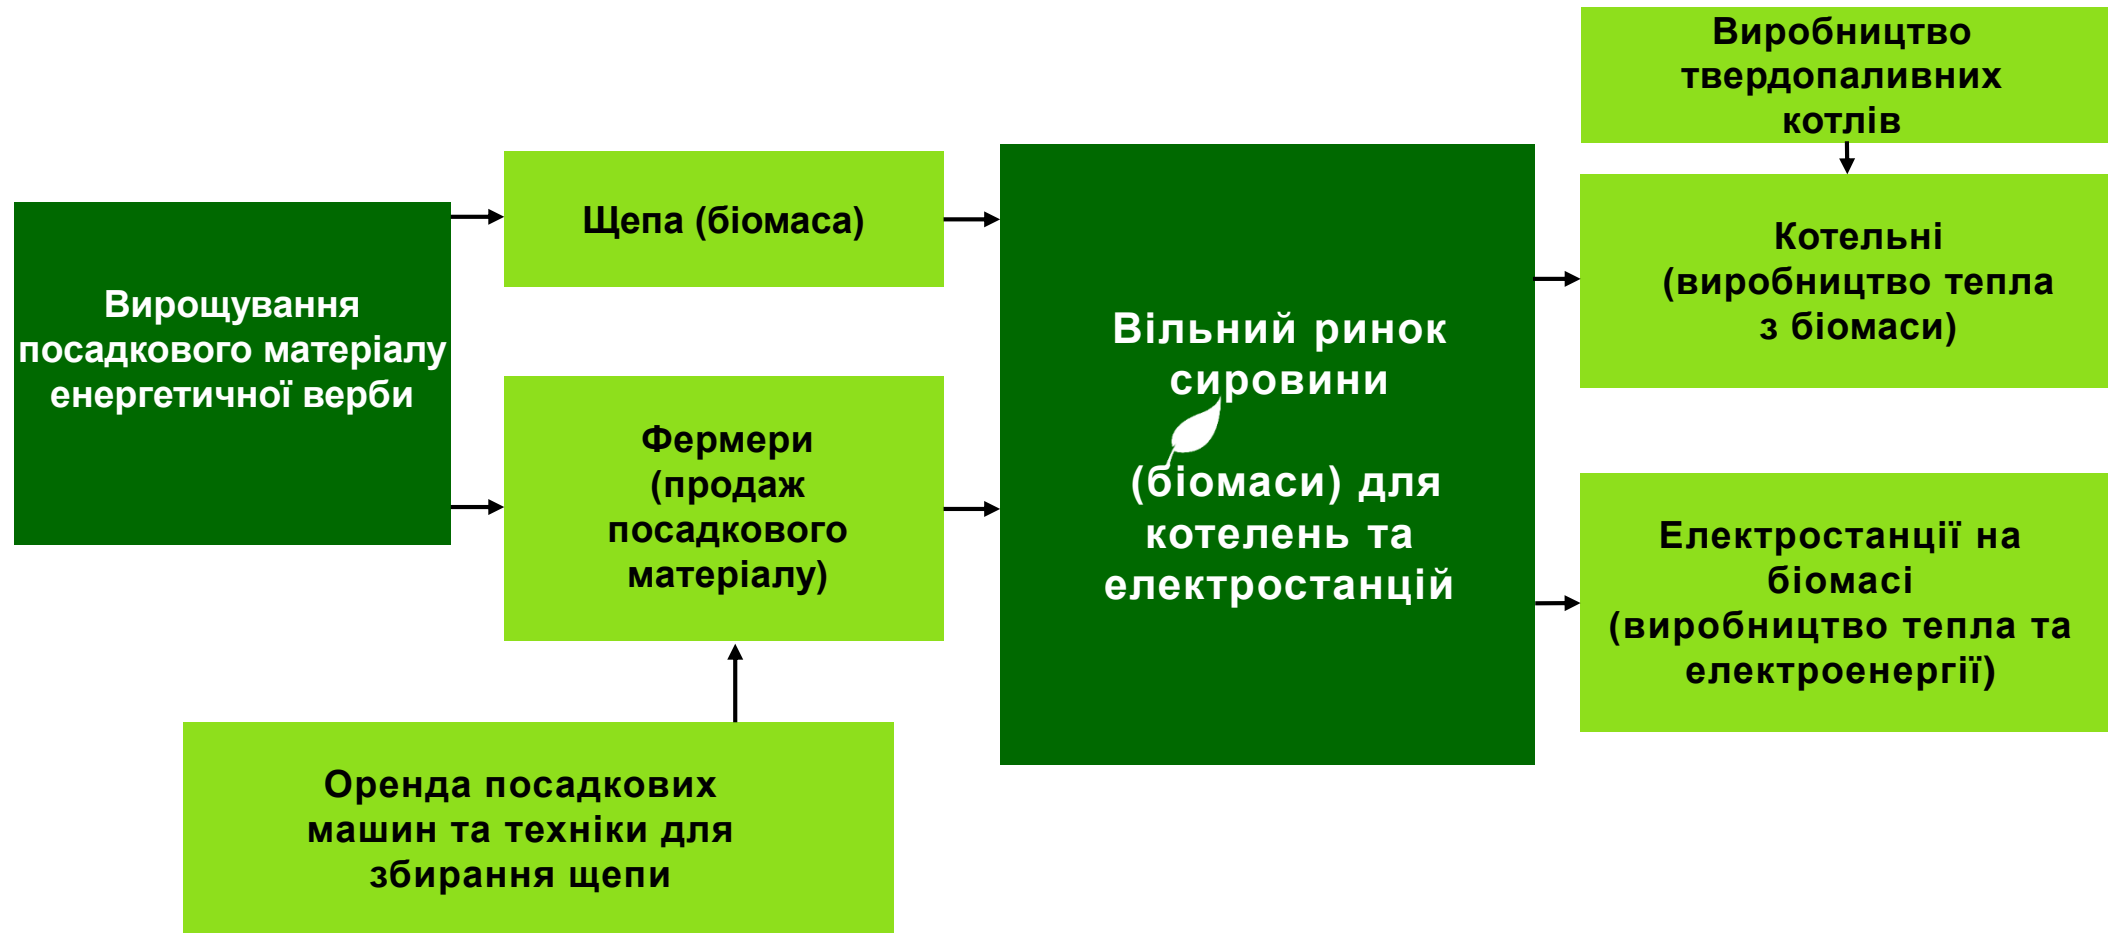 Вирощування
посадкового матеріалу
енергетичної верби
Щепа (біомаса)
Фермери
(продаж
посадкового
матеріалу)
Оренда посадкових
машин та техніки для
збирання щепи
Вільний ринок
сировини
(біомаси) для
котелень та
електростанцій
Виробництво
твердопаливних
котлів
Котельні
(виробництво тепла
з біомаси)
Електростанції на
біомасі
(виробництво тепла та
електроенергії)